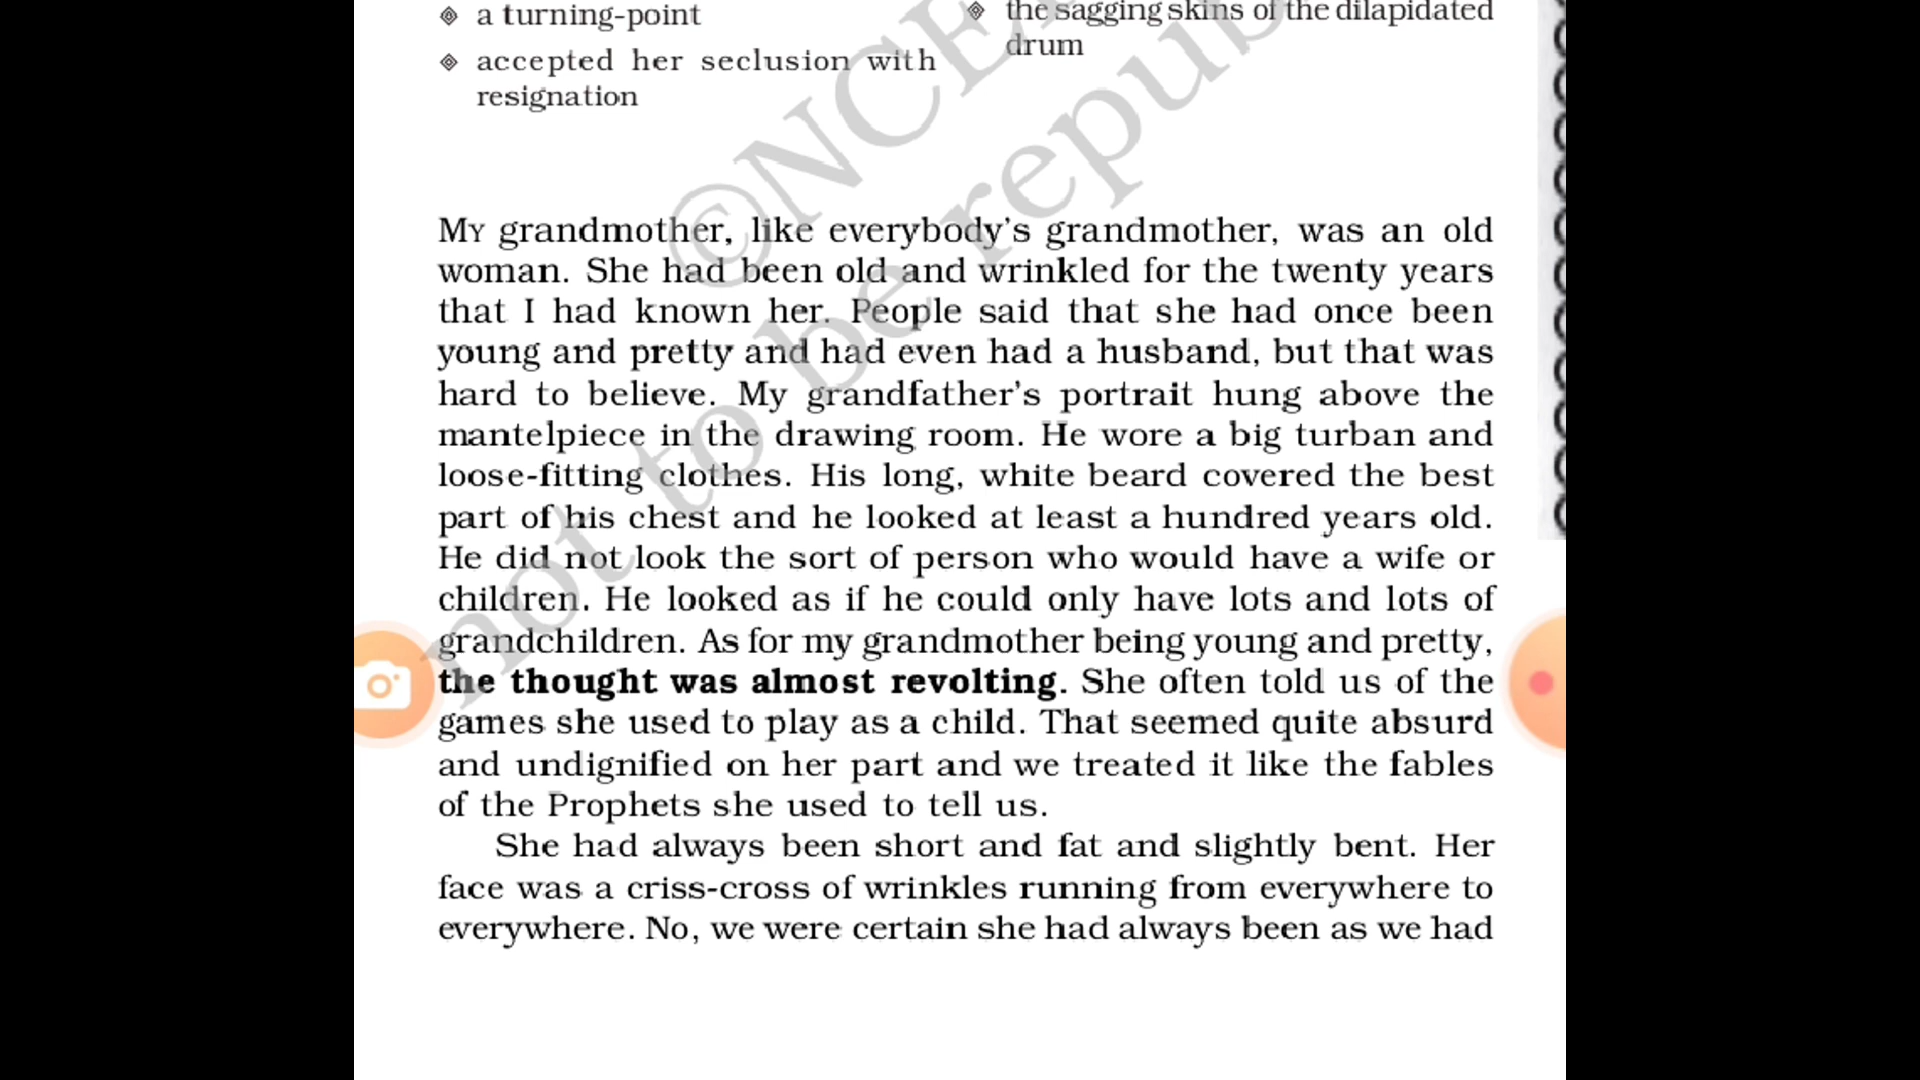 a turning-point
accepted her seclusion with
resignation
the sagging skins of the dilapidated
drum
©NCE
not to be repub
My grandmother, like everybody's grandmother, was an old
woman. She had been old and wrinkled for the twenty years
that I had known her. People said that she had once been
young and pretty and had even had a husband, but that was
hard to believe. My grandfather's portrait hung above the
mantelpiece in the drawing room. He wore a big turban and
loose-fitting clothes. His long, white beard covered the best
part of his chest and he looked at least a hundred years old.
He did not look the sort of person who would have a wife or
children. He looked as if he could only have lots and lots of
grandchildren. As for my grandmother being young and pretty,
the thought was almost revolting. She often told us of the
games she used to play as a child. That seemed quite absurd
and undignified on her part and we treated it like the fables
of the Prophets she used to tell us.
She had always been short and fat and slightly bent. Her
face was a criss-cross of wrinkles running from everywhere to
everywhere. No, we were certain she had always been as we had